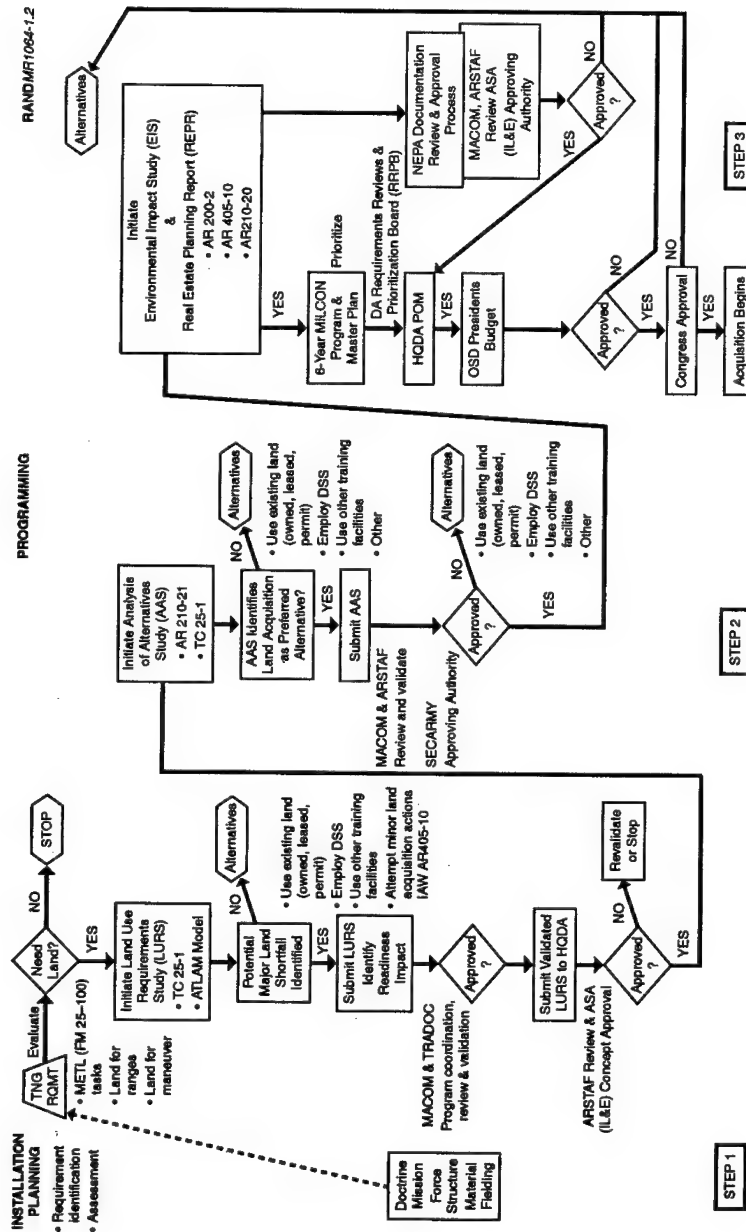 RANDMR1064-1.2
INSTALLATION
PLANNING
• Requirement
identification
• Assessment
TNG
RQMT
Evaluate
• METL (FM 25–100)
tasks
• Land for
ranges
• Land for
maneuver
Doctrine
Mission
Force
Structure
Material
Fielding
Need
Land?
NO
STOP
YES
Initiate Land Use
Requirements
Study (LURS)
• TC 25-1
• ATLAM Model
Potential
Major Land
Shortfall
Identified
NO
Alternatives
• Use existing land
(owned, leased,
permit)
• Employ DSS
• Use other training
facilities
• Attempt minor land
acquisition actions
IAW AR405-10
YES
Submit LURS
Identify
Readiness
Impact
MACOM & TRADOC
Program coordination,
review & validation
Approved
?
Submit Validated
LURS to HQDA
ARSTAF Review & ASA
(IL&E) Concept Approval
Approved
?
NO
Revalidate
or Stop
YES
STEP 1
PROGRAMMING
Initiate Analysis
of Alternatives
Study (AAS)
• AR 210-21
• TC 25-1
AAS Identifies
Land Acquisition
as Preferred
Alternative?
NO
Alternatives
• Use existing land
(owned, leased,
permit)
• Employ DSS
• Use other training
facilities
• Other
YES
Submit AAS
MACOM & ARSTAF
Review and validate
SECARMY
Approving Authority
Approved
?
NO
Alternatives
• Use existing land
(owned, leased,
permit)
• Employ DSS
• Use other training
facilities
• Other
YES
STEP 2
Initiate
Environmental Impact Study (EIS)
&
Real Estate Planning Report (REPR)
• AR 200-2
• AR 405-10
• AR210-20
Alternatives
YES
6-Year MILCON
Program &
Master Plan
Prioritize
DA Requirements Reviews &
Prioritization Board (RRPB)
HQDA POM
YES
OSD Presidents
Budget
Approved
?
NO
YES
Congress Approval
NO
YES
Acquisition Begins
NEPA Documentation
Review & Approval
Process
MACOM, ARSTAF
Review ASA
(IL&E) Approving
Authority
Approved
?
YES
NO
STEP 3